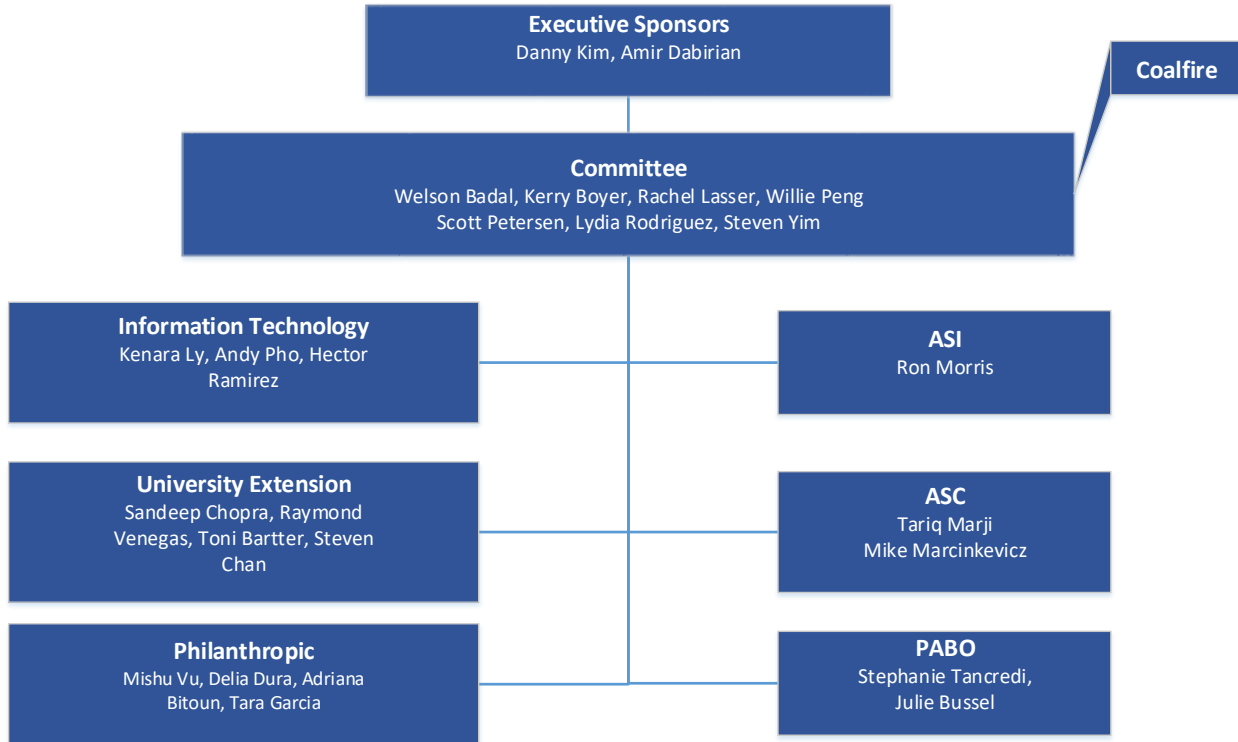 Executive Sponsors
Danny Kim, Amir Dabirian
Coalfire
Committee
Welson Badal, Kerry Boyer, Rachel Lasser, Willie Peng
Scott Petersen, Lydia Rodriguez, Steven Yim
Information Technology
Kenara Ly, Andy Pho, Hector
Ramirez
ASI
Ron Morris
University Extension
Sandeep Chopra, Raymond
Venegas, Toni Bartter, Steven
Chan
ASC
Tariq Marji
Mike Marcinkevicz
Philanthropic
Mishu Vu, Delia Dura, Adriana
Bitoun, Tara Garcia
PABO
Stephanie Tancredi,
Julie Bussel